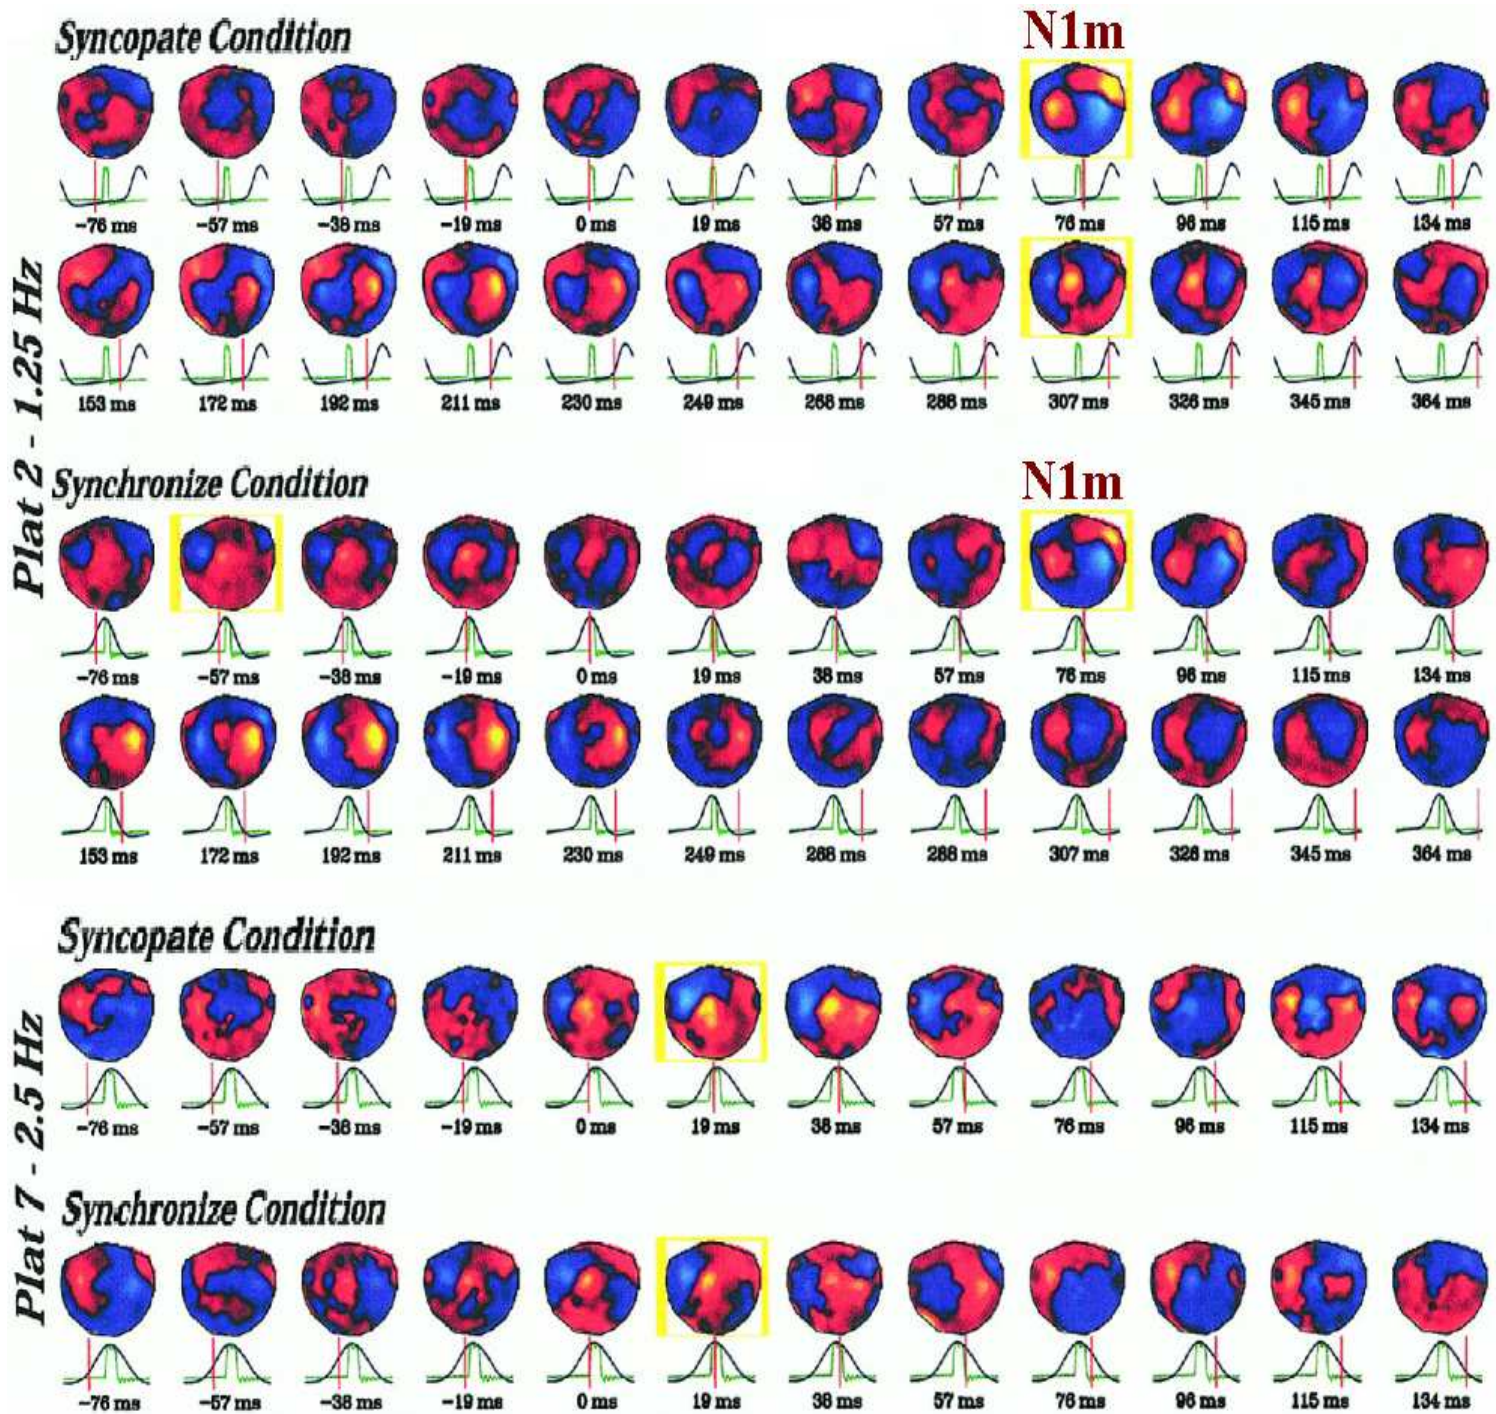 Syncopate Condition
N1m
-76 ms -57 ms -38 ms -19 ms 0 ms 19 ms 38 ms 57 ms 76 ms 96 ms 115 ms 134 ms
153 ms 172 ms 192 ms 211 ms 230 ms 249 ms 268 ms 288 ms 307 ms 326 ms 345 ms 364 ms
Plat 2 - 1.25 Hz
Synchronize Condition
N1m
-76 ms -57 ms -38 ms -19 ms 0 ms 19 ms 38 ms 57 ms 76 ms 96 ms 115 ms 134 ms
153 ms 172 ms 192 ms 211 ms 230 ms 249 ms 268 ms 288 ms 307 ms 326 ms 345 ms 364 ms
Syncopate Condition
-76 ms -57 ms -38 ms -19 ms 0 ms 19 ms 38 ms 57 ms 76 ms 96 ms 115 ms 134 ms
Plat 7 - 2.5 Hz
Synchronize Condition
-76 ms -57 ms -38 ms -19 ms 0 ms 19 ms 38 ms 57 ms 76 ms 96 ms 115 ms 134 ms